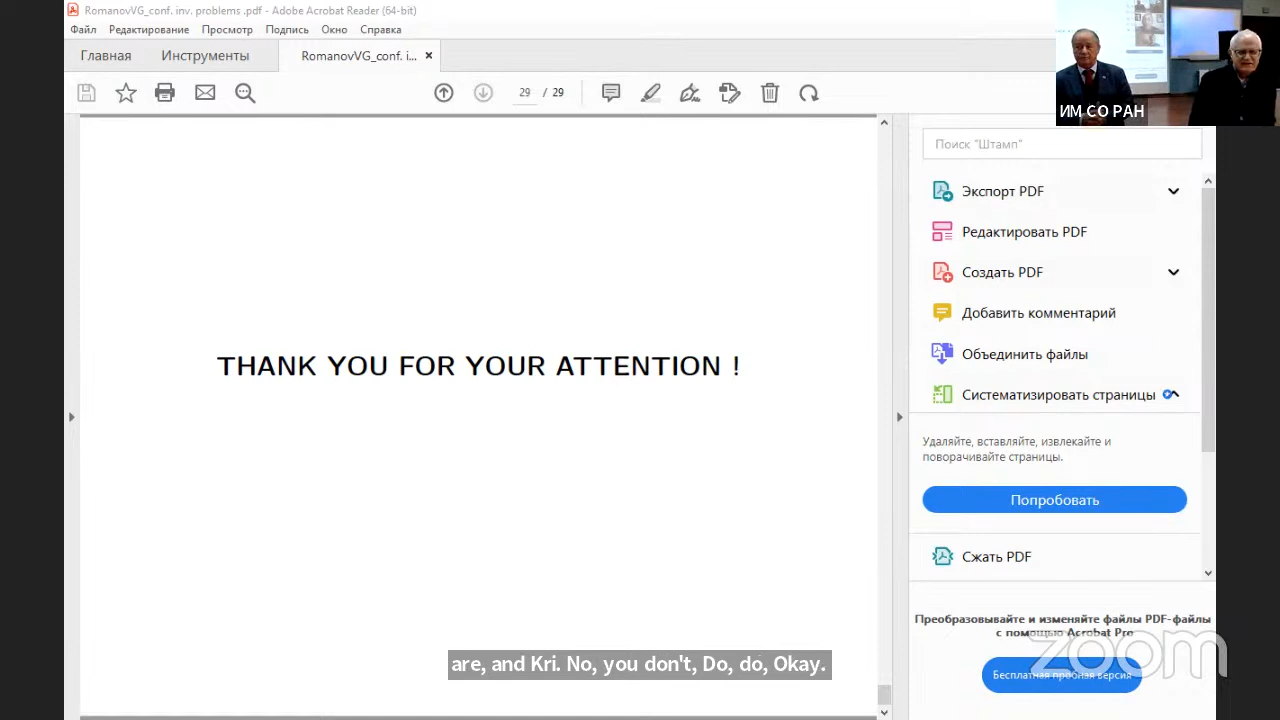 RomanovVG_conf. inv. problems .pdf - Adobe Acrobat Reader (64-bit)
Файл Редактирование Просмотр Подпись Окно Справка
Главная Инструменты RomanovVG_conf. i... ×
29 / 29
ИМ СО РАН
Поиск "Штамп"
Экспорт PDF
Редактировать PDF
Создать PDF
Добавить комментарий
Объединить файлы
Систематизировать страницы
Удаляйте, вставляйте, извлекайте и
поворачивайте страницы.
Попробовать
Сжать PDF
Преобразовывайте и изменяйте файлы PDF-файлы
с помощью Acrobat Pro
Бесплатная пробная версия
zoom
THANK YOU FOR YOUR ATTENTION !
are, and Kri. No, you don't, Do, do, Okay.